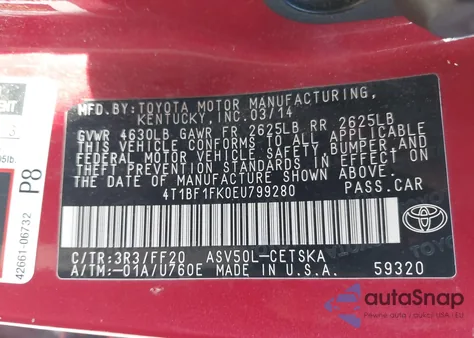 MFD. BY: TOYOTA MOTOR MANUFACTURING,
KENTUCKY, INC. 03/14
GVWR 4630LB GAWR FR 2625LB RR 2625LB
THIS VEHICLE CONFORMS TO ALL APPLICABLE
FEDERAL MOTOR VEHICLE SAFETY, BUMPER, AND
THEFT PREVENTION STANDARDS IN EFFECT ON
THE DATE OF MANUFACTURE SHOWN ABOVE.
4T1BF1FK0EU799280 PASS.CAR
C/TR:3R3/FF20 ASV50L-CETSKA
A/TM:-01A/U760E MADE IN U.S.A. 59320
TOYOTA
P8
42661-06732
autoSnap